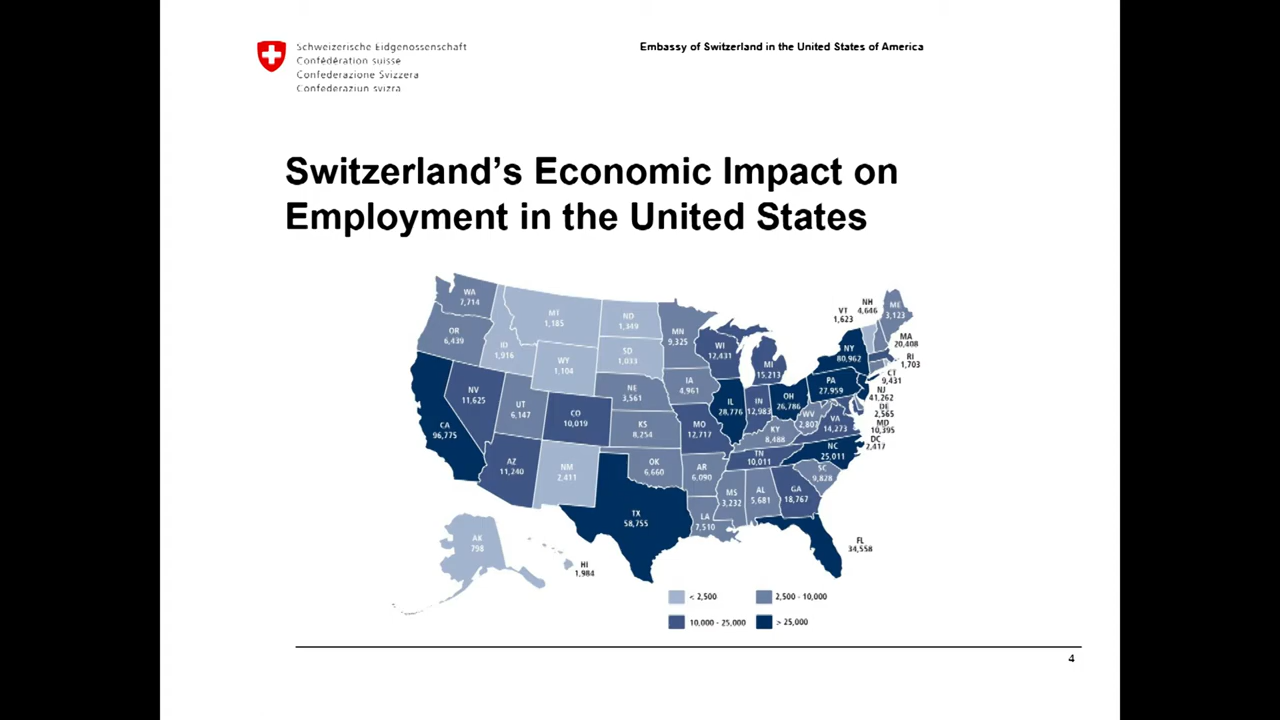 Schweizerische Eidgenossenschaft
Confédération suisse
Confederazione Svizzera
Confederaziun svizra
Embassy of Switzerland in the United States of America
Switzerland’s Economic Impact on
Employment in the United States
WA
7,714
OR
6,439
ID
1,916
MT
1,185
ND
1,349
SD
1,033
WY
1,104
NE
3,561
MN
9,325
IA
4,961
WI
12,431
MI
15,213
NV
11,625
UT
6,147
CO
10,019
KS
8,254
MO
12,717
IL
28,776
IN
12,983
OH
26,786
CA
96,775
AZ
11,240
NM
2,411
OK
6,660
AR
6,090
TX
58,755
LA
7,510
MS
3,232
AL
5,681
GA
18,767
SC
9,828
NC
25,011
TN
10,011
KY
8,488
WV
2,807
VA
14,273
PA
27,959
NY
80,962
VT
1,623
NH
4,646
ME
3,123
MA
20,408
RI
1,703
CT
9,431
NJ
41,262
DE
2,565
MD
10,395
DC
2,417
FL
34,558
AK
798
HI
1,984
< 2,500
2,500 - 10,000
10,000 - 25,000
> 25,000
4